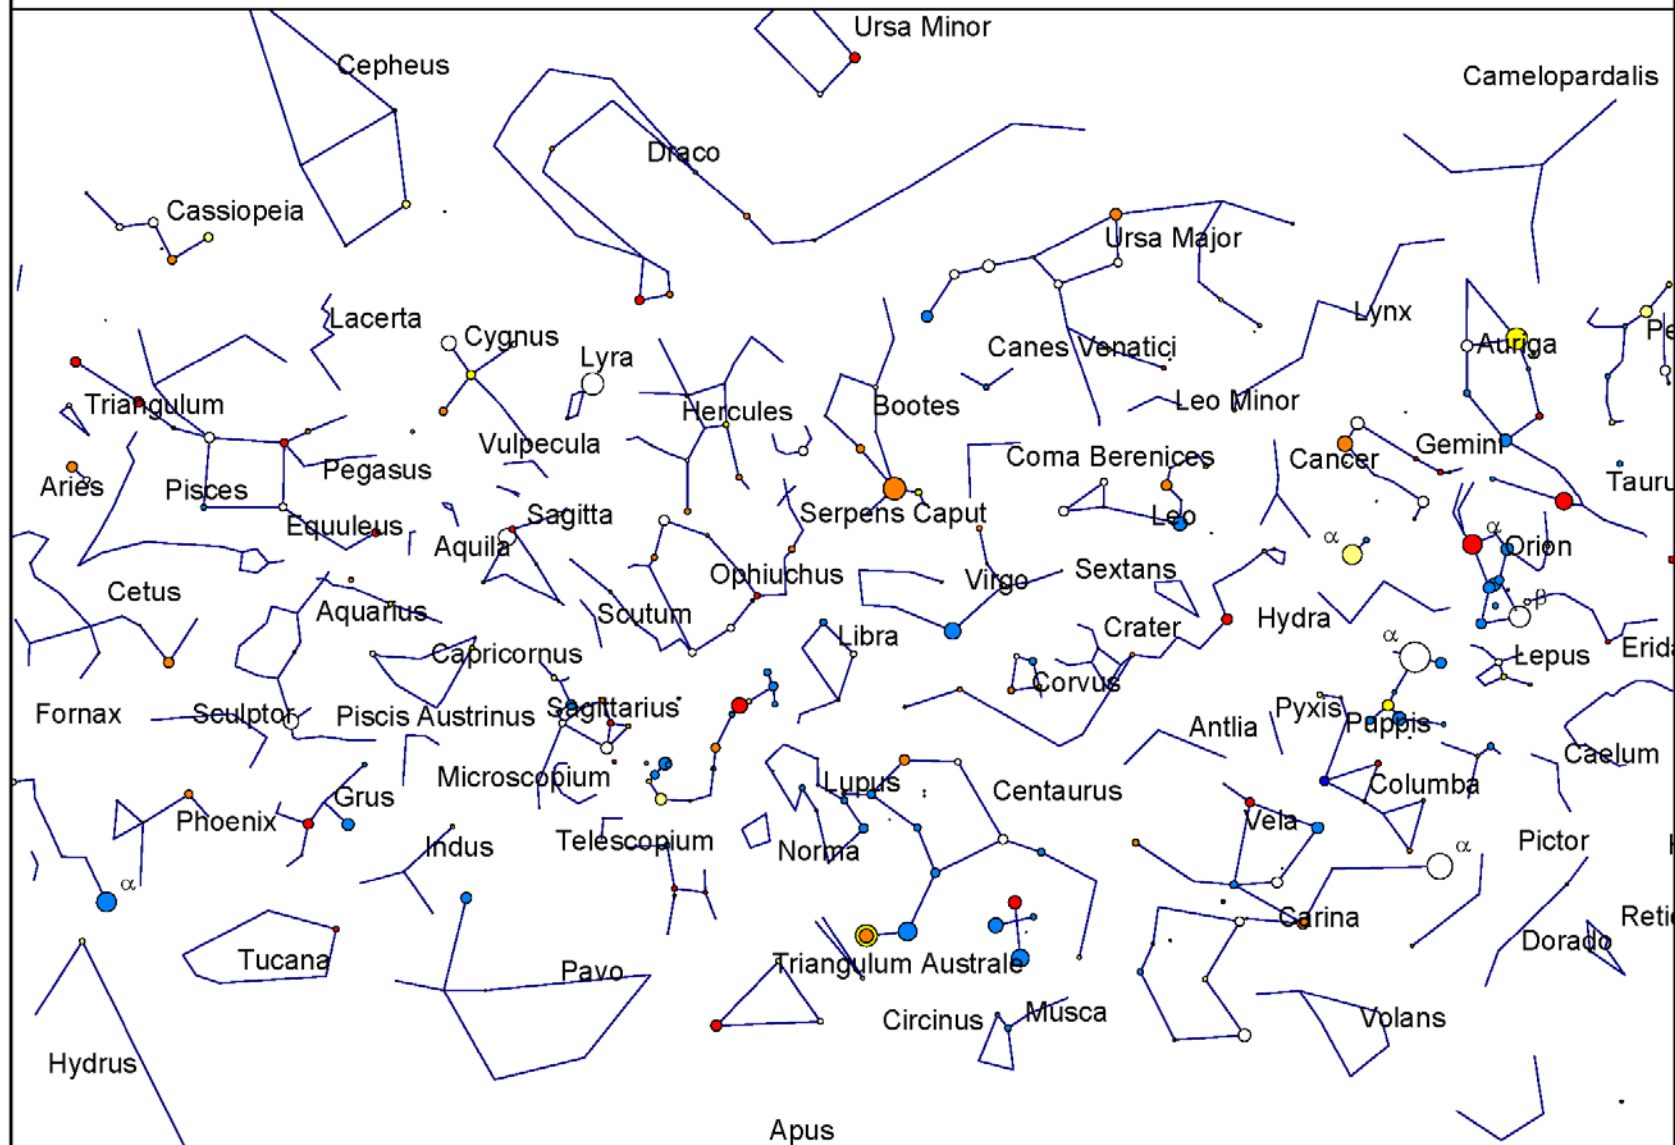 Ursa Minor
Cepheus
Camelopardalis
Draco
Cassiopeia
Ursa Major
Lacerta
Cygnus
Lynx
Pe
Lyra
Canes Venatici
Auriga
Triangulum
Hercules
Bootes
Leo Minor
Vulpecula
Gemini
Pegasus
Coma Berenices
Cancer
Aries
Pisces
Tauru
Equuleus
Sagitta
Serpens Caput
Leo
α
α
Aquila
Orion
Cetus
Ophiuchus
Virgo
Sextans
β
Aquarius
Scutum
Libra
Crater
Hydra
α
Capricornus
Lepus
Erida
Corvus
Fornax
Sculptor
Piscis Austrinus
Sagittarius
Pyxis
Puppis
Antlia
Caelum
Microscopium
Lupus
Centaurus
Columba
Grus
Phoenix
Vela
Indus
Telescopium
Norma
α
Pictor
α
Carina
Reti
Tucana
Pavo
Triangulum Australe
Dorado
Circinus
Musca
Volans
Hydrus
Apus